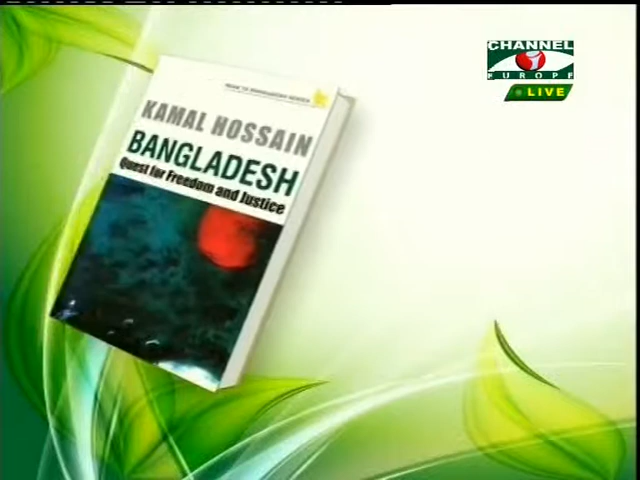 KAMAL HOSSAIN
BANGLADESH
Quest for Freedom and Justice
CHANNEL
i
EUROPE
LIVE